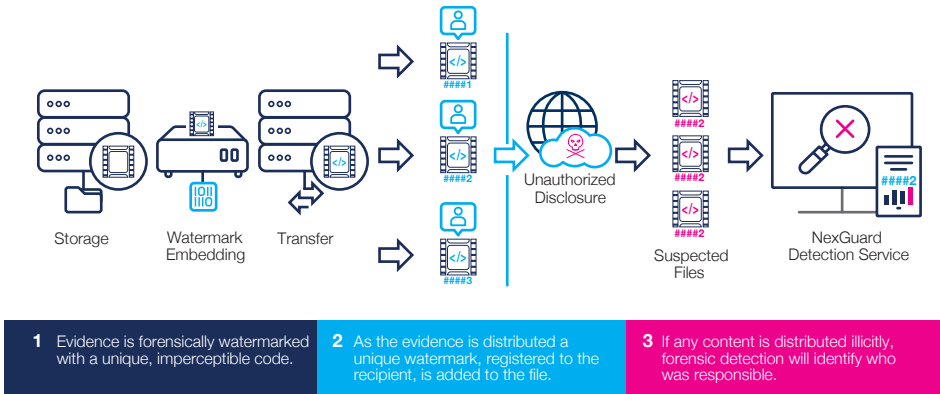 </>
####1
</>
</>
</>
####2
</>
####2
</>
####2
</>
####2
####2
</>
####3
1011
1110
Storage
Watermark
Embedding
Transfer
Unauthorized
Disclosure
Suspected
Files
NexGuard
Detection Service
1 Evidence is forensically watermarked
with a unique, imperceptible code.
2 As the evidence is distributed a
unique watermark, registered to the
recipient, is added to the file.
3 If any content is distributed illicitly,
forensic detection will identify who
was responsible.